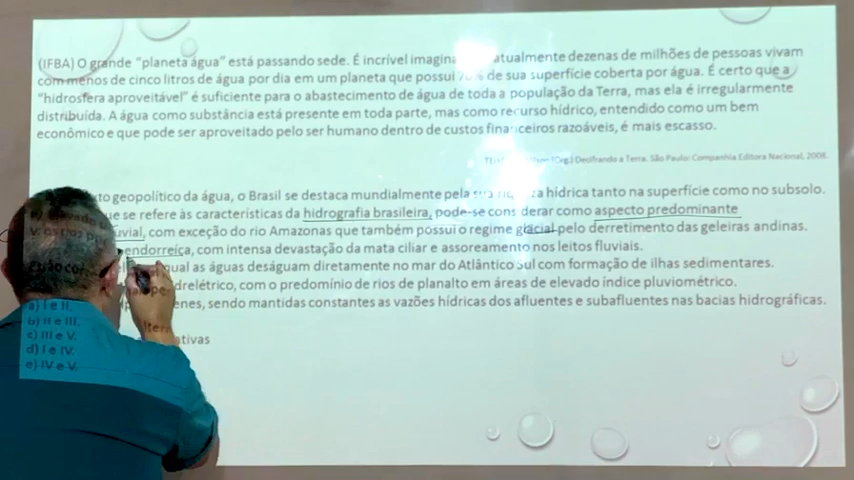 (IFBA) O grande "planeta água" está passando sede. É incrível imagina atualmente dezenas de milhões de pessoas vivam
com menos de cinco litros de água por dia em um planeta que possui 70% de sua superfície coberta por água. É certo que a
"hidrosfera aproveitável" é suficiente para o abastecimento de água de toda a população da Terra, mas ela é irregularmente
distribuída. A água como substância está presente em toda parte, mas como recurso hídrico, entendido como um bem
econômico e que pode ser aproveitado pelo ser humano dentro de custos financeiros razoáveis, é mais escasso.
(Org.) Decifrando a Terra. São Paulo: Companhia Editora Nacional, 2008.
xto geopolítico da água, o Brasil se destaca mundialmente pela sua riqueza hídrica tanto na superfície como no subsolo.
ue se refere às características da hidrografia brasileira, pode-se considerar como aspecto predominante
uvial, com exceção do rio Amazonas que também possui o regime glacial pelo derretimento das geleiras andinas.
endorreica, com intensa devastação da mata ciliar e assoreamento nos leitos fluviais.
qual as águas deságuam diretamente no mar do Atlântico Sul com formação de ilhas sedimentares.
drelétrico, com o predomínio de rios de planalto em áreas de elevado índice pluviométrico.
enes, sendo mantidas constantes as vazões hídricos dos afluentes e subafluentes nas bacias hidrográficas.
alternativas
a) I e II.
b) II e III.
c) III e V.
d) I e IV.
e) IV e V.